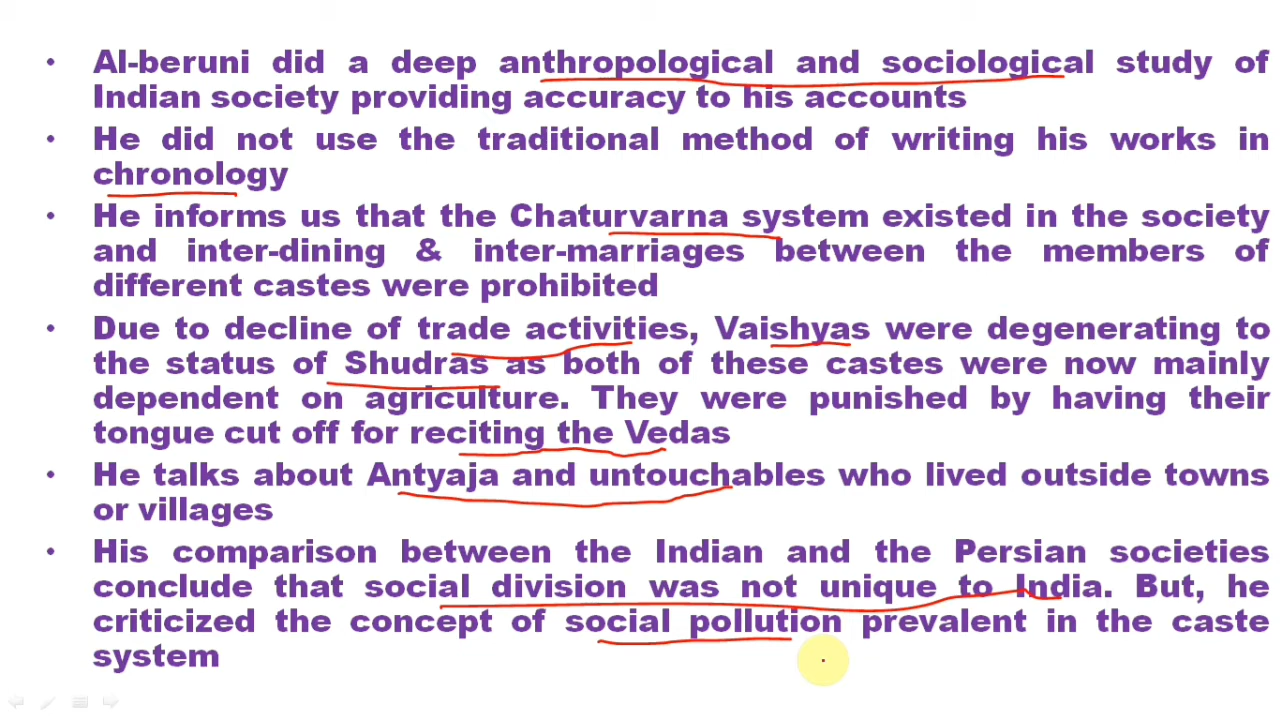 • Al-beruni did a deep anthropological and sociological study of
Indian society providing accuracy to his accounts
• He did not use the traditional method of writing his works in
chronology
• He informs us that the Chaturvarna system existed in the society
and inter-dining & inter-marriages between the members of
different castes were prohibited
• Due to decline of trade activities, Vaishyas were degenerating to
the status of Shudras as both of these castes were now mainly
dependent on agriculture. They were punished by having their
tongue cut off for reciting the Vedas
• He talks about Antyaja and untouchables who lived outside towns
or villages
• His comparison between the Indian and the Persian societies
conclude that social division was not unique to India. But, he
criticized the concept of social pollution prevalent in the caste
system